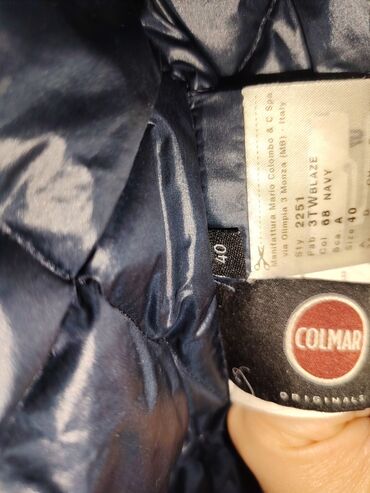 Manifattura Mario Colombo & C Spa
via Olimpia 3 Monza (MB) - Italy
Sty 2251
Fab 3TWBLAZE
Col 68 NAVY
Sca A
Size 40
40
COLMAR
ORIGINALS